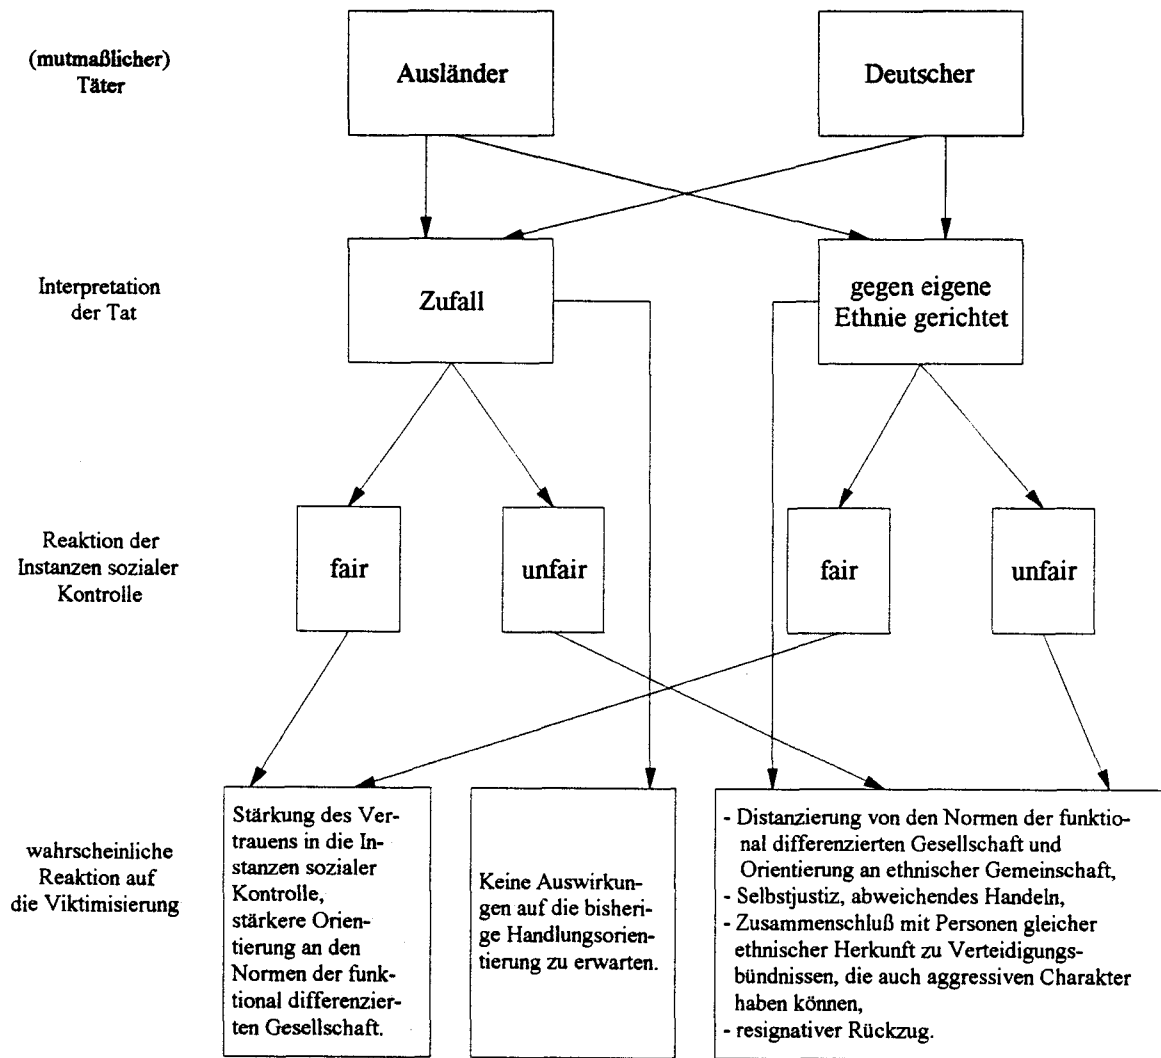 (mutmaßlicher)
Täter
Ausländer
Deutscher
Interpretation
der Tat
Zufall
gegen eigene
Ethnie gerichtet
Reaktion der
Instanzen sozialer
Kontrolle
fair
unfair
fair
unfair
wahrscheinliche
Reaktion auf
die Viktimisierung
Stärkung des Ver-
trauens in die In-
stanzen sozialer
Kontrolle,
stärkere Orien-
tierung an den
Normen der funk-
tional differenzier-
ten Gesellschaft.
Keine Auswirkun-
gen auf die bisheri-
ge Handlungsorien-
tierung zu erwarten.
- Distanzierung von den Normen der funktio-
nal differenzierten Gesellschaft und
Orientierung an ethnischer Gemeinschaft,
- Selbstjustiz, abweichendes Handeln,
- Zusammenschluß mit Personen gleicher
ethnischer Herkunft zu Verteidigungs-
bündnissen, die auch aggressiven Charakter
haben können,
- resignativer Rückzug.